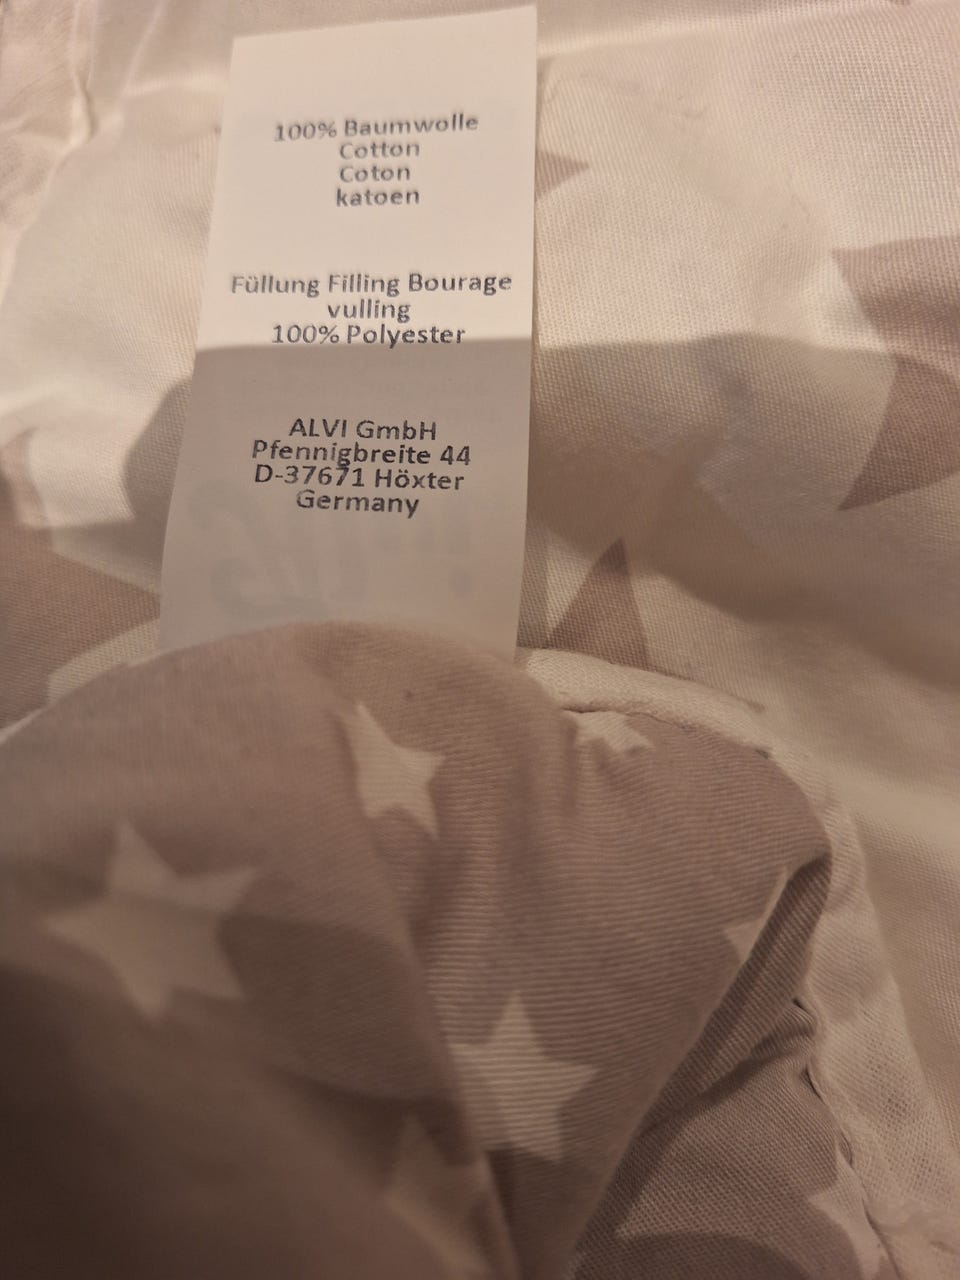 100% Baumwolle
Cotton
Coton
katoen
Füllung Filling Bourage
vulling
100% Polyester
ALVI GmbH
Pfennigbreite 44
D-37671 Höxter
Germany